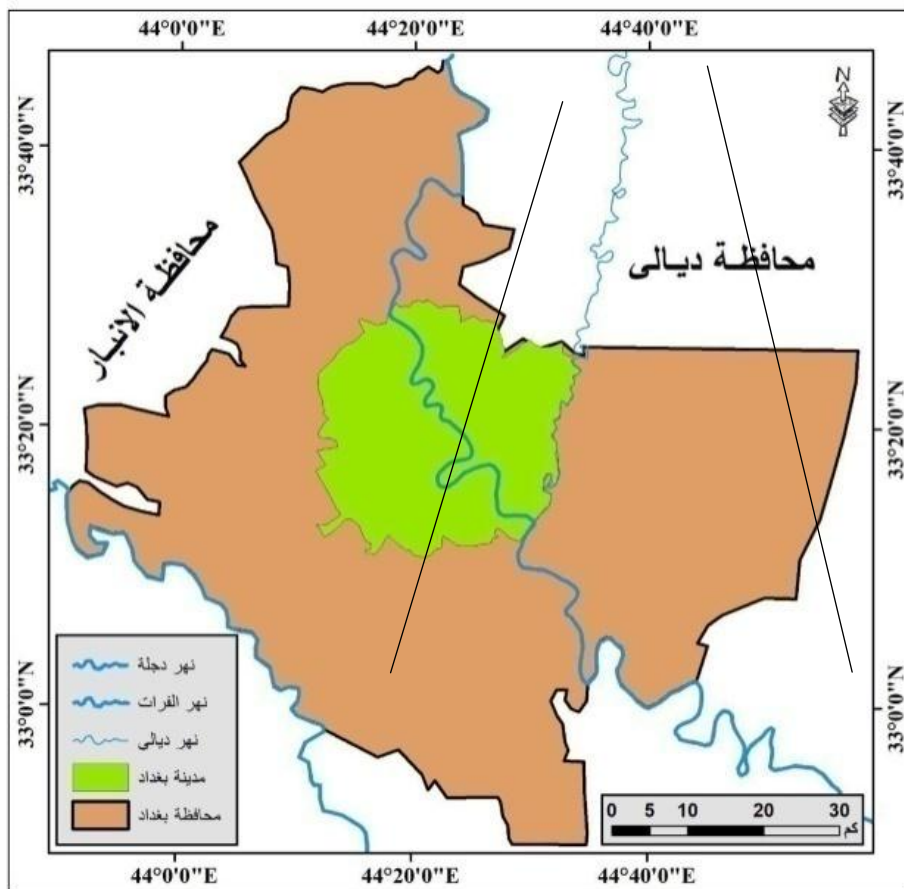 44°0'0"E 44°20'0"E 44°40'0"E
N
33°40'0"N 33°40'0"N
محافظة ديالى
محافظة الانبار
33°20'0"N 33°20'0"N
33°0'0"N 33°0'0"N
نهر دجلة
نهر الفرات
نهر ديالى
مدينة بغداد
محافظة بغداد
0 5 10 20 30
كم
44°0'0"E 44°20'0"E 44°40'0"E